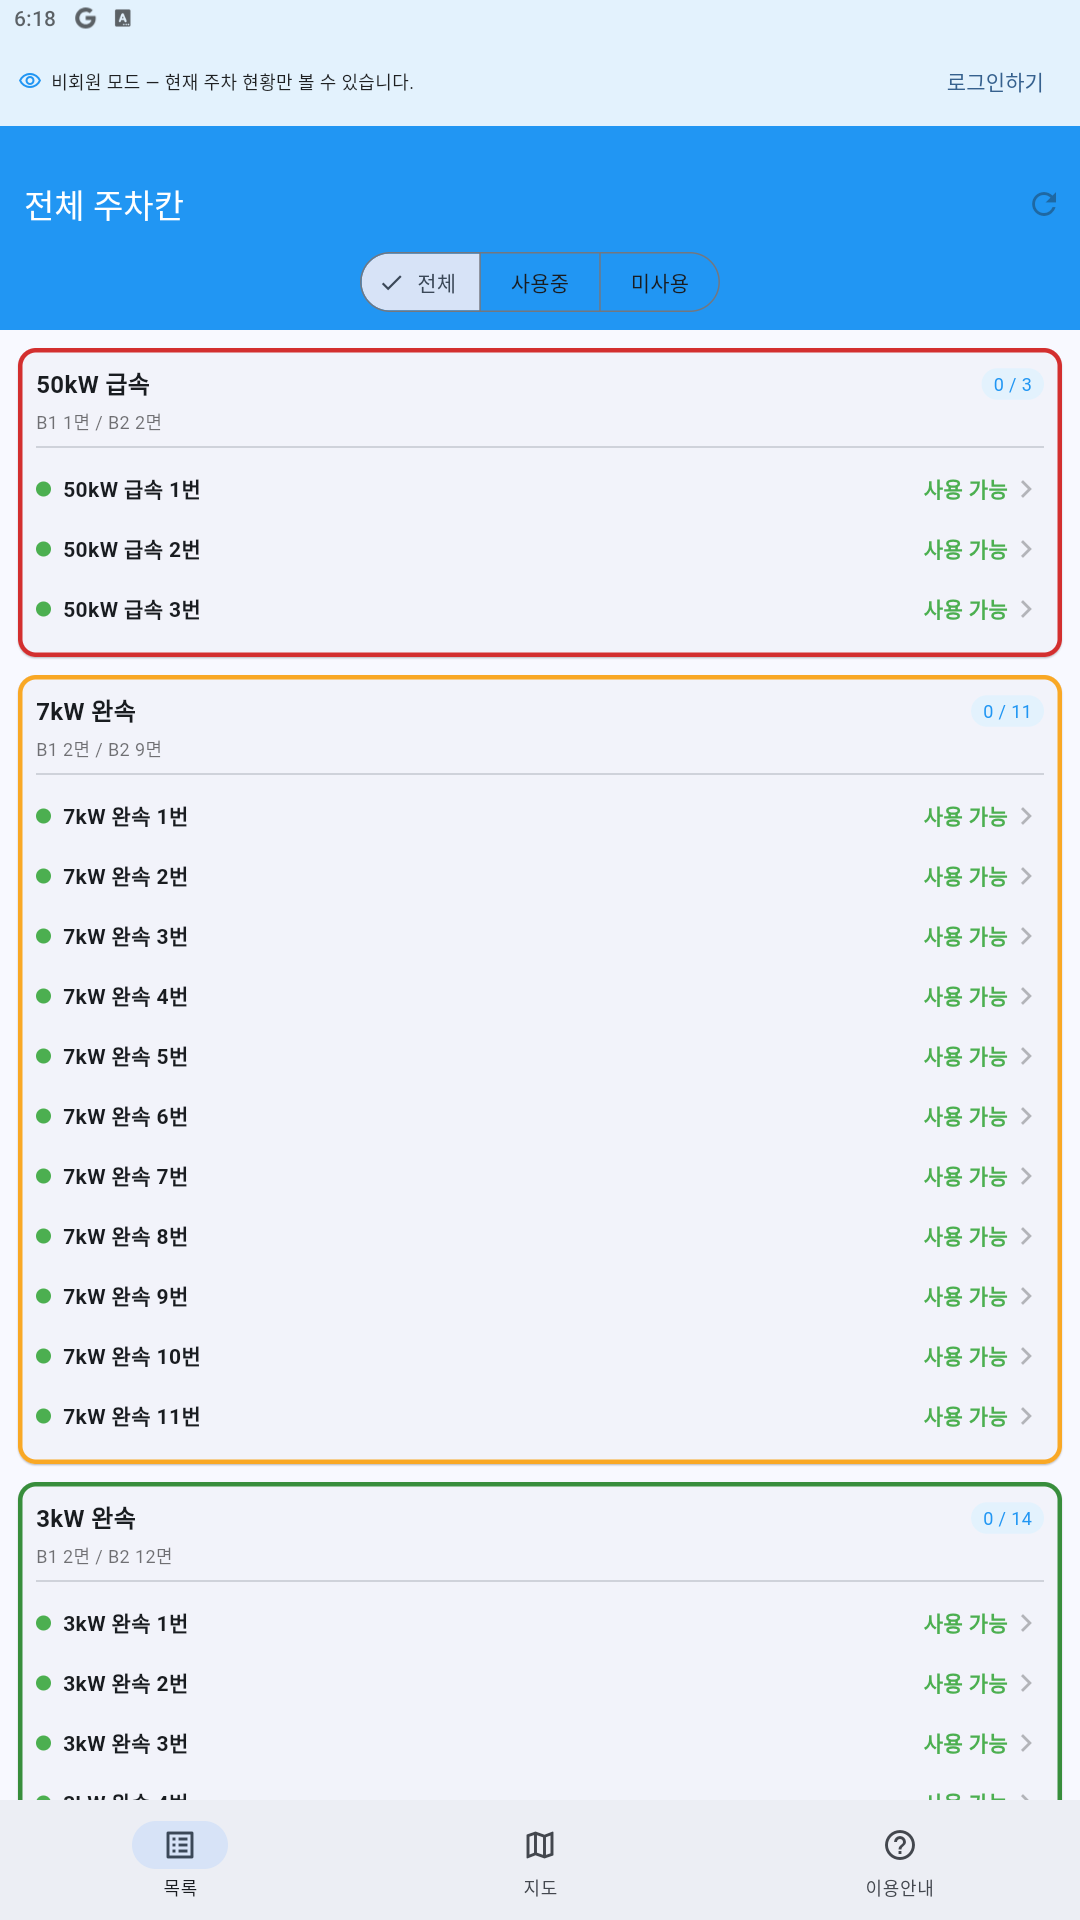 6:18
비회원 모드 — 현재 주차 현황만 볼 수 있습니다.
로그인하기
전체 주차칸
전체 사용중 미사용
50kW 급속 0 / 3
B1 1면 / B2 2면
50kW 급속 1번 사용 가능
50kW 급속 2번 사용 가능
50kW 급속 3번 사용 가능
7kW 완속 0 / 11
B1 2면 / B2 9면
7kW 완속 1번 사용 가능
7kW 완속 2번 사용 가능
7kW 완속 3번 사용 가능
7kW 완속 4번 사용 가능
7kW 완속 5번 사용 가능
7kW 완속 6번 사용 가능
7kW 완속 7번 사용 가능
7kW 완속 8번 사용 가능
7kW 완속 9번 사용 가능
7kW 완속 10번 사용 가능
7kW 완속 11번 사용 가능
3kW 완속 0 / 14
B1 2면 / B2 12면
3kW 완속 1번 사용 가능
3kW 완속 2번 사용 가능
3kW 완속 3번 사용 가능
목록 지도 이용안내